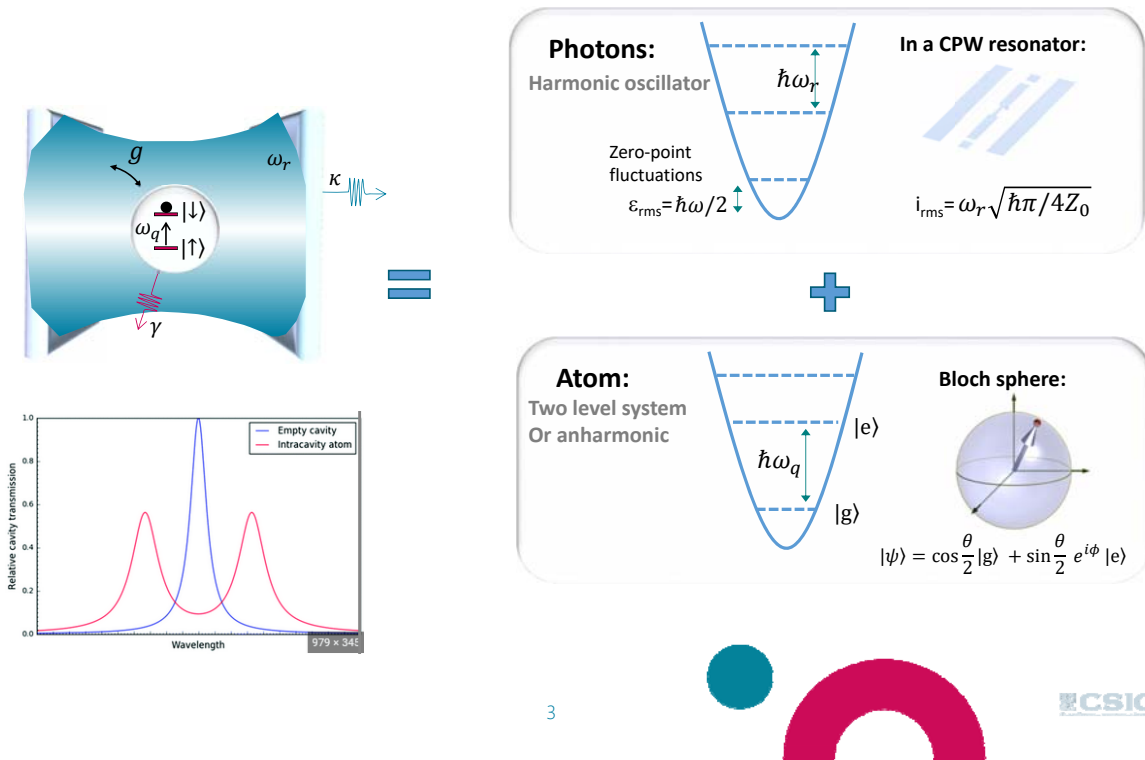 g
ω_r
κ
|↓⟩
ω_q
|↑⟩
γ
Photons:
Harmonic oscillator
ħω_r
Zero-point
fluctuations
ε_rms=ħω/2
In a CPW resonator:
i_rms= ω_r√(ħπ/4Z_0)
Atom:
Two level system
Or anharmonic
|e⟩
ħω_q
|g⟩
Bloch sphere:
|ψ⟩ = cos θ/2 |g⟩ + sin θ/2 e^{iϕ} |e⟩
Relative cavity transmission
1.0
0.8
0.6
0.4
0.2
0.0
Empty cavity
Intracavity atom
Wavelength
979 × 345
3
CSIC